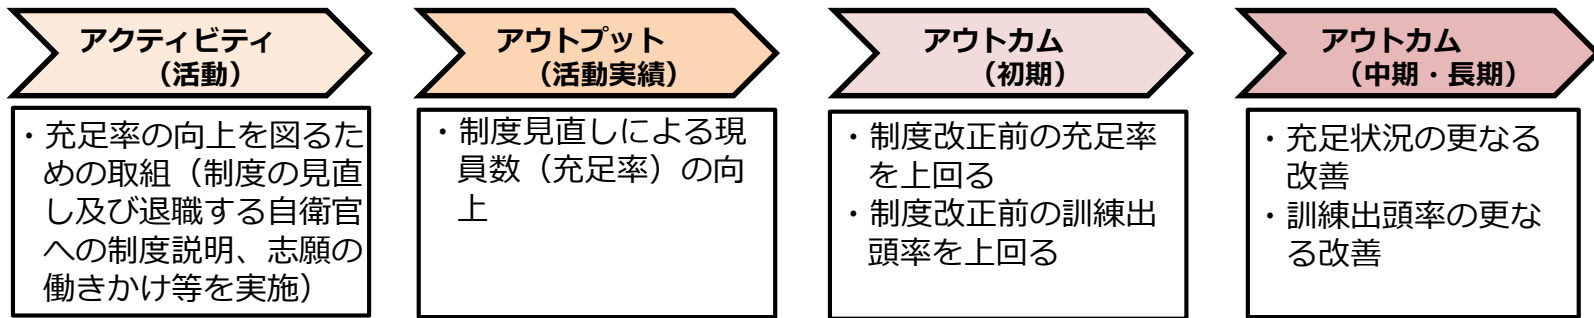 アクティビティ
（活動）
・充足率の向上を図るた
めの取組（制度の見直
し及び退職する自衛官
への制度説明、志願の
働きかけ等を実施）
アウトプット
（活動実績）
・制度見直しによる現
員数（充足率）の向
上
アウトカム
（初期）
・制度改正前の充足率
を上回る
・制度改正前の訓練出
頭率を上回る
アウトカム
（中期・長期）
・充足状況の更なる
改善
・訓練出頭率の更な
る改善